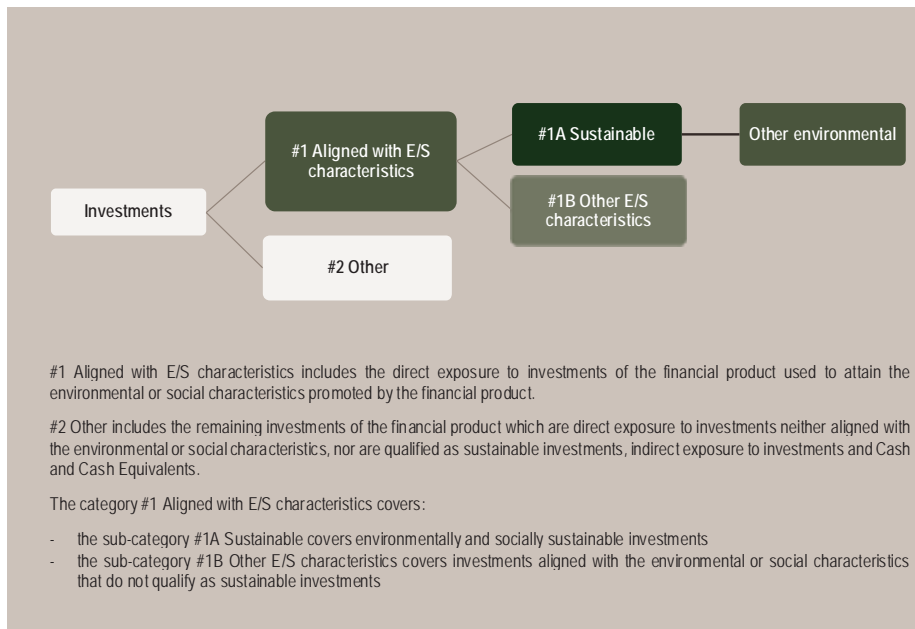 #1A Sustainable
Other environmental
#1 Aligned with E/S
characteristics
#1B Other E/S
characteristics
Investments
#2 Other
#1 Aligned with E/S characteristics includes the direct exposure to investments of the financial product used to attain the
environmental or social characteristics promoted by the financial product.
#2 Other includes the remaining investments of the financial product which are direct exposure to investments neither aligned with
the environmental or social characteristics, nor are qualified as sustainable investments, indirect exposure to investments and Cash
and Cash Equivalents.
The category #1 Aligned with E/S characteristics covers:
- the sub-category #1A Sustainable covers environmentally and socially sustainable investments
- the sub-category #1B Other E/S characteristics covers investments aligned with the environmental or social characteristics
that do not qualify as sustainable investments